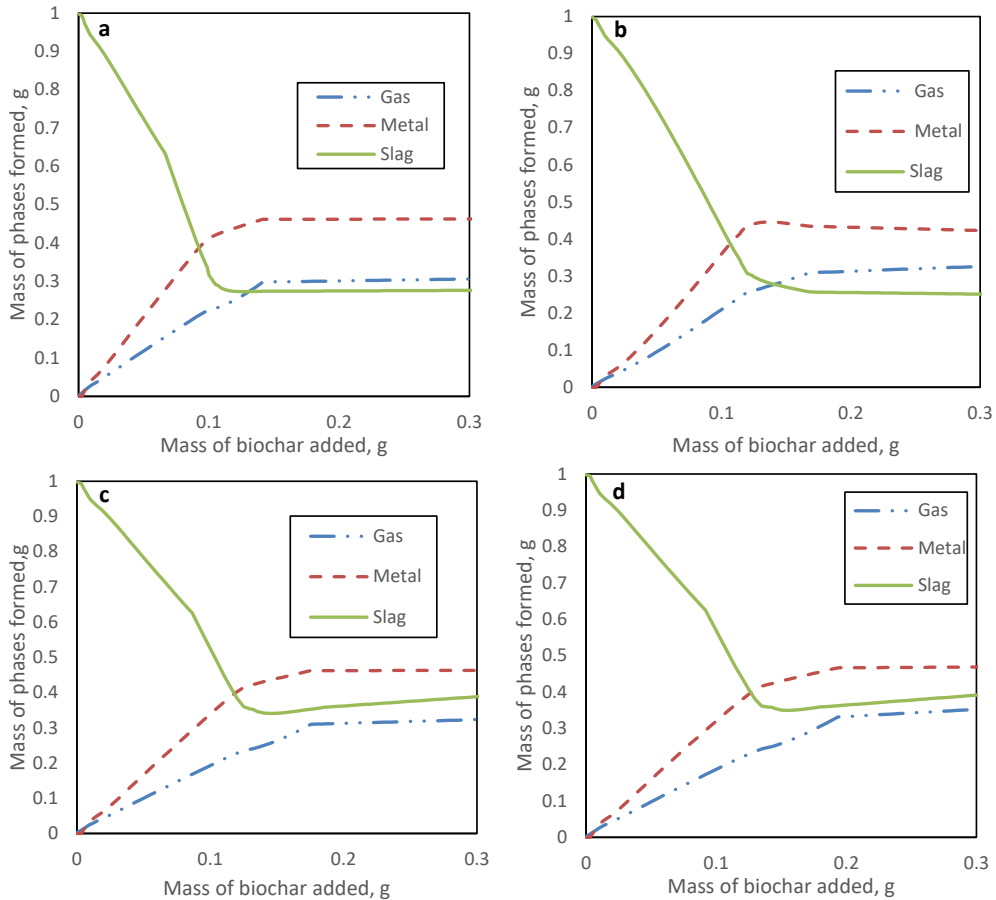 a
Mass of phases formed, g
1
0.9
0.8
0.7
0.6
0.5
0.4
0.3
0.2
0.1
0
Gas
Metal
Slag
0
0.1
0.2
0.3
Mass of biochar added, g
b
Mass of phases formed, g
1
0.9
0.8
0.7
0.6
0.5
0.4
0.3
0.2
0.1
0
Gas
Metal
Slag
0
0.1
0.2
0.3
Mass of biochar added, g
c
Mass of phases formed,g
1
0.9
0.8
0.7
0.6
0.5
0.4
0.3
0.2
0.1
0
Gas
Metal
Slag
0
0.1
0.2
0.3
Mass of biochar added, g
d
Mass of phases formed, g
1
0.9
0.8
0.7
0.6
0.5
0.4
0.3
0.2
0.1
0
Gas
Metal
Slag
0
0.1
0.2
0.3
Mass of biochar added, g